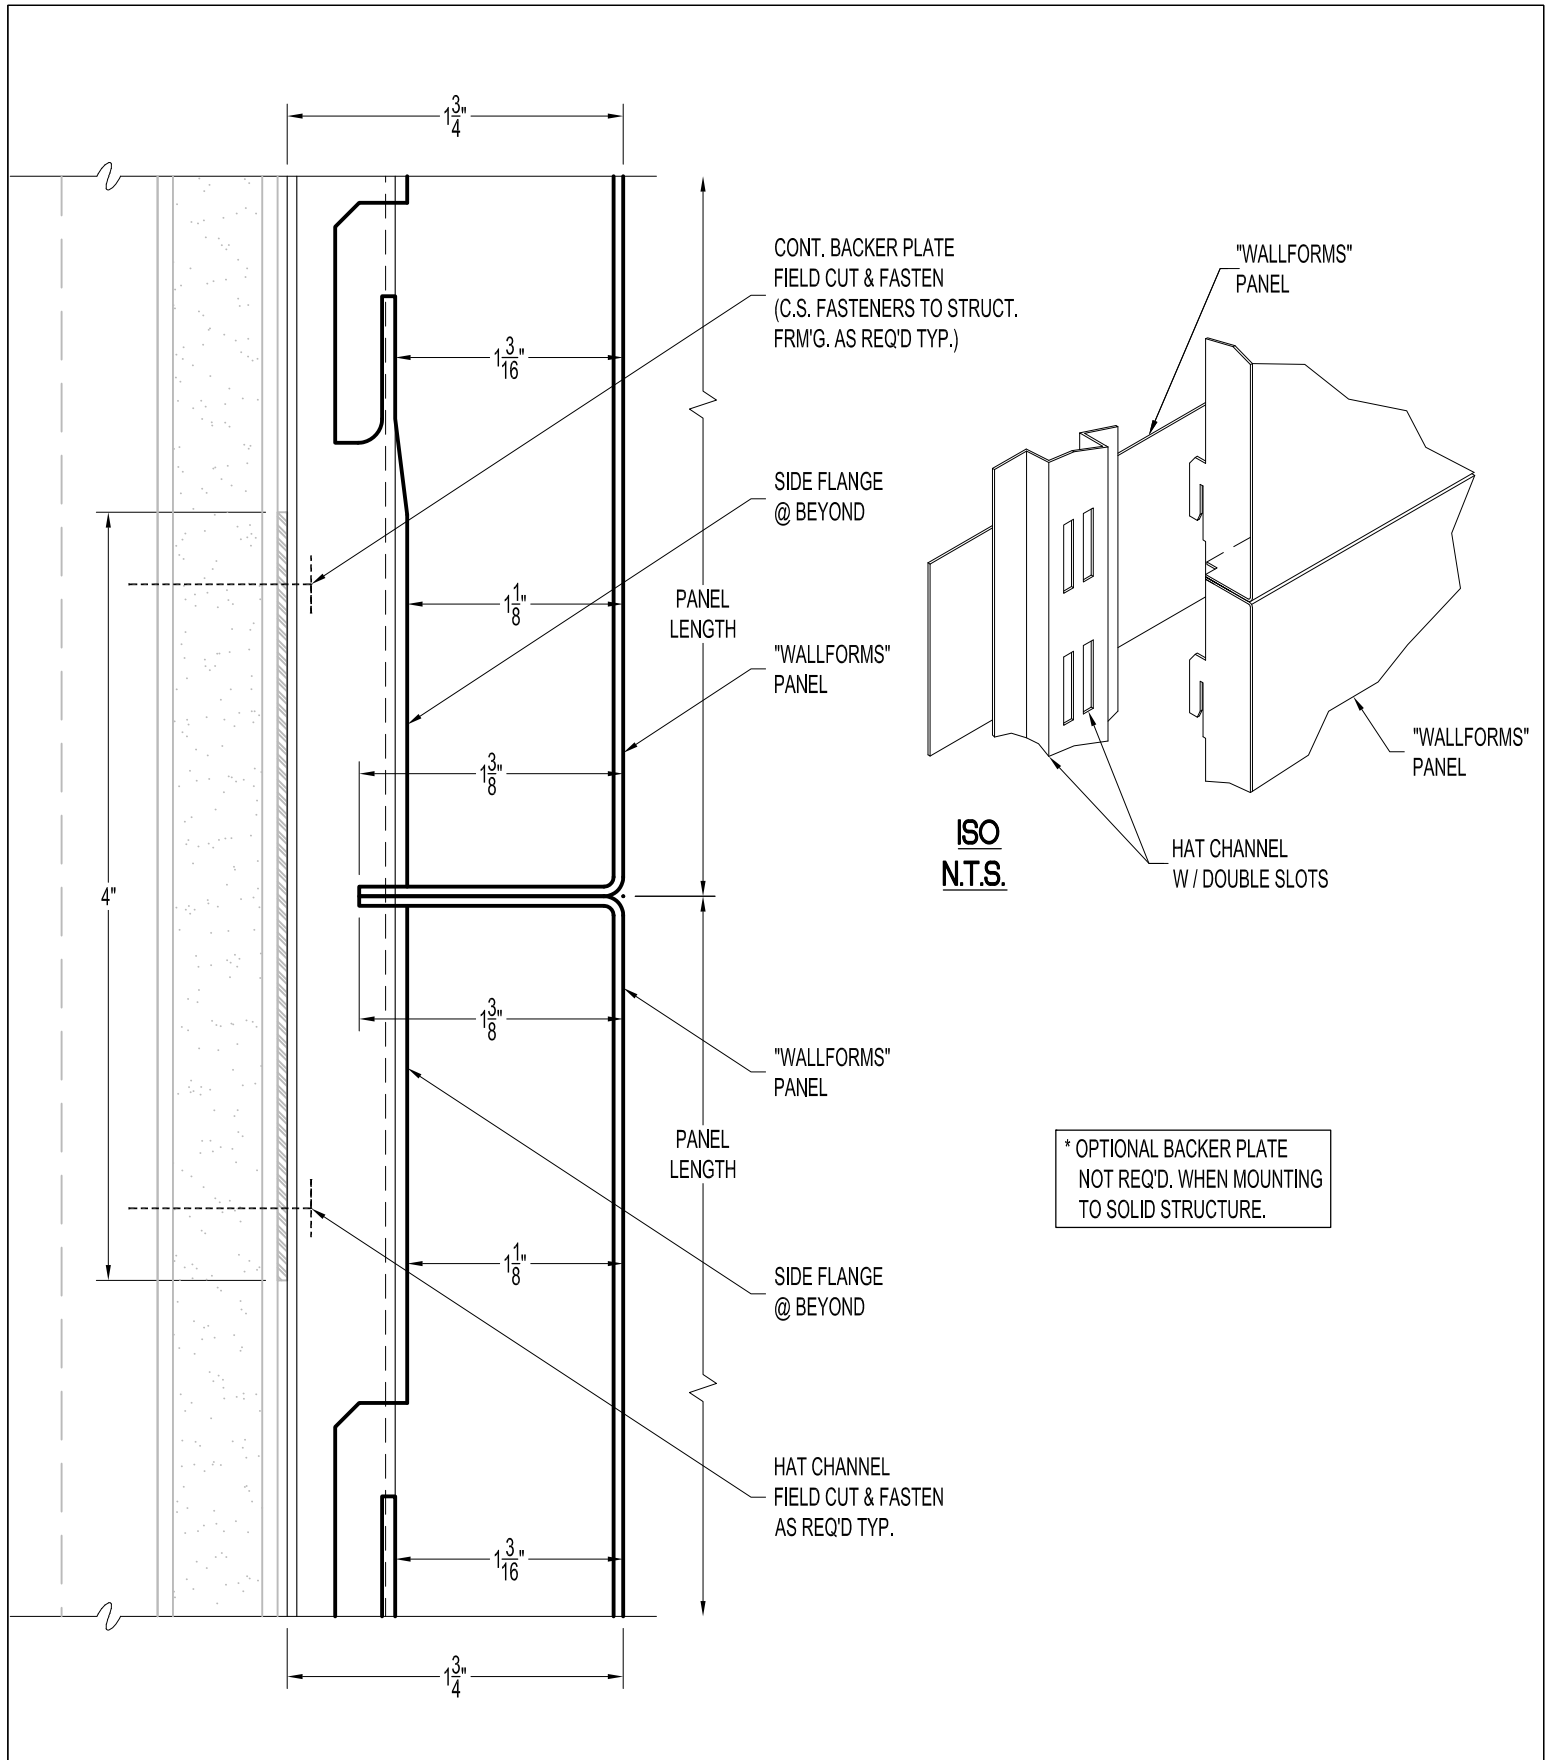 1 3/4"
CONT. BACKER PLATE
FIELD CUT & FASTEN
(C.S. FASTENERS TO STRUCT.
FRM'G. AS REQ'D TYP.)
"WALLFORMS"
PANEL
1 3/16"
SIDE FLANGE
@ BEYOND
1 1/8"
PANEL
LENGTH
"WALLFORMS"
PANEL
"WALLFORMS"
PANEL
1 3/8"
ISO
N.T.S.
HAT CHANNEL
W / DOUBLE SLOTS
4"
1 3/8"
"WALLFORMS"
PANEL
PANEL
LENGTH
* OPTIONAL BACKER PLATE
NOT REQ'D. WHEN MOUNTING
TO SOLID STRUCTURE.
1 1/8"
SIDE FLANGE
@ BEYOND
HAT CHANNEL
FIELD CUT & FASTEN
AS REQ'D TYP.
1 3/16"
1 3/4"